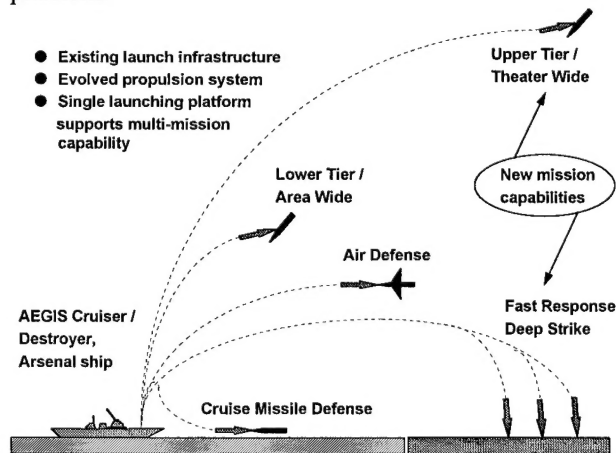 ● Existing launch infrastructure
● Evolved propulsion system
● Single launching platform
supports multi-mission
capability
Upper Tier /
Theater Wide
Lower Tier /
Area Wide
New mission
capabilities
Air Defense
Fast Response
Deep Strike
AEGIS Cruiser /
Destroyer,
Arsenal ship
Cruise Missile Defense